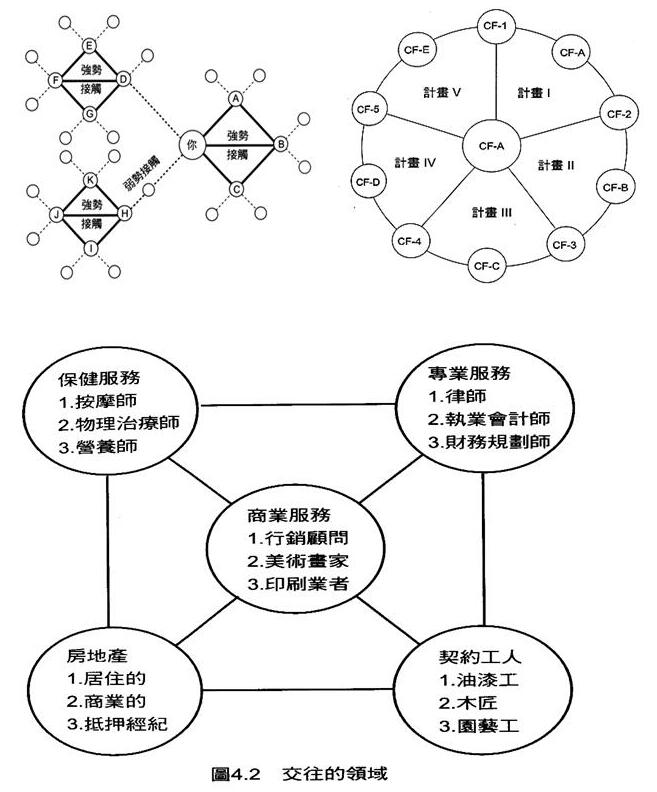 E
強勢
F
D
接觸
G
K
強勢
J
H
接觸
I
弱勢接觸
你
A
強勢
B
接觸
C
CF-1
CF-E
CF-A
計畫 V
計畫 I
CF-5
CF-2
CF-A
計畫 IV
計畫 II
CF-D
CF-B
計畫 III
CF-4
CF-3
CF-C
保健服務
1.按摩師
2.物理治療師
3.營養師
專業服務
1.律師
2.執業會計師
3.財務規劃師
商業服務
1.行銷顧問
2.美術畫家
3.印刷業者
房地產
1.居住的
2.商業的
3.抵押經紀
契約工人
1.油漆工
2.木匠
3.園藝工
圖4.2 交往的領域